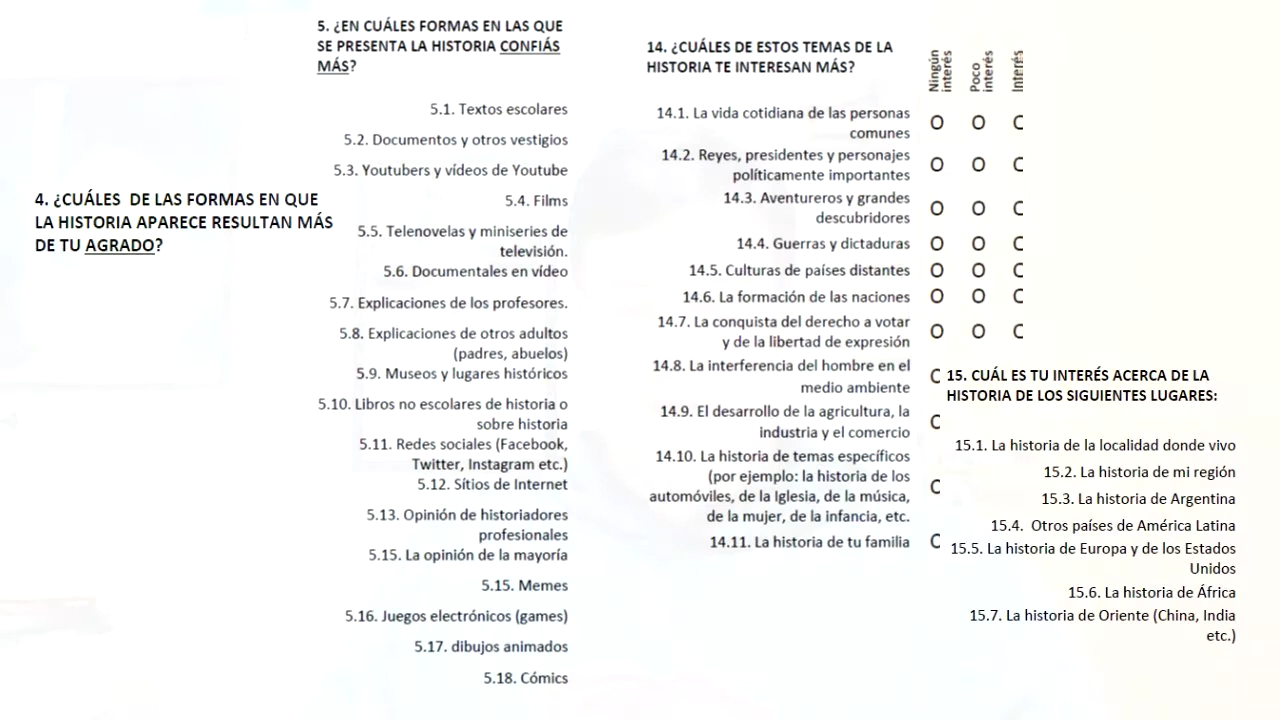 4. ¿CUÁLES DE LAS FORMAS EN QUE
LA HISTORIA APARECE RESULTAN MÁS
DE TU AGRADO?
5. ¿EN CUÁLES FORMAS EN LAS QUE
SE PRESENTA LA HISTORIA CONFIÁS
MÁS?
5.1. Textos escolares
5.2. Documentos y otros vestigios
5.3. Youtubers y vídeos de Youtube
5.4. Films
5.5. Telenovelas y miniseries de
televisión.
5.6. Documentales en vídeo
5.7. Explicaciones de los profesores.
5.8. Explicaciones de otros adultos
(padres, abuelos)
5.9. Museos y lugares históricos
5.10. Libros no escolares de historia o
sobre historia
5.11. Redes sociales (Facebook,
Twitter, Instagram etc.)
5.12. Sítios de Internet
5.13. Opinión de historiadores
profesionales
5.15. La opinión de la mayoría
5.15. Memes
5.16. Juegos electrónicos (games)
5.17. dibujos animados
5.18. Cómics
14. ¿CUÁLES DE ESTOS TEMAS DE LA
HISTORIA TE INTERESAN MÁS?
Ningún
interés
Poco
interés
Interés
14.1. La vida cotidiana de las personas
comunes
14.2. Reyes, presidentes y personajes
políticamente importantes
14.3. Aventureros y grandes
descubridores
14.4. Guerras y dictaduras
14.5. Culturas de países distantes
14.6. La formación de las naciones
14.7. La conquista del derecho a votar
y de la libertad de expresión
14.8. La interferencia del hombre en el
medio ambiente
14.9. El desarrollo de la agricultura, la
industria y el comercio
14.10. La historia de temas específicos
(por ejemplo: la historia de los
automóviles, de la Iglesia, de la música,
de la mujer, de la infancia, etc.
14.11. La historia de tu familia
15. CUÁL ES TU INTERÉS ACERCA DE LA
HISTORIA DE LOS SIGUIENTES LUGARES:
15.1. La historia de la localidad donde vivo
15.2. La historia de mi región
15.3. La historia de Argentina
15.4. Otros países de América Latina
15.5. La historia de Europa y de los Estados
Unidos
15.6. La historia de África
15.7. La historia de Oriente (China, India
etc.)